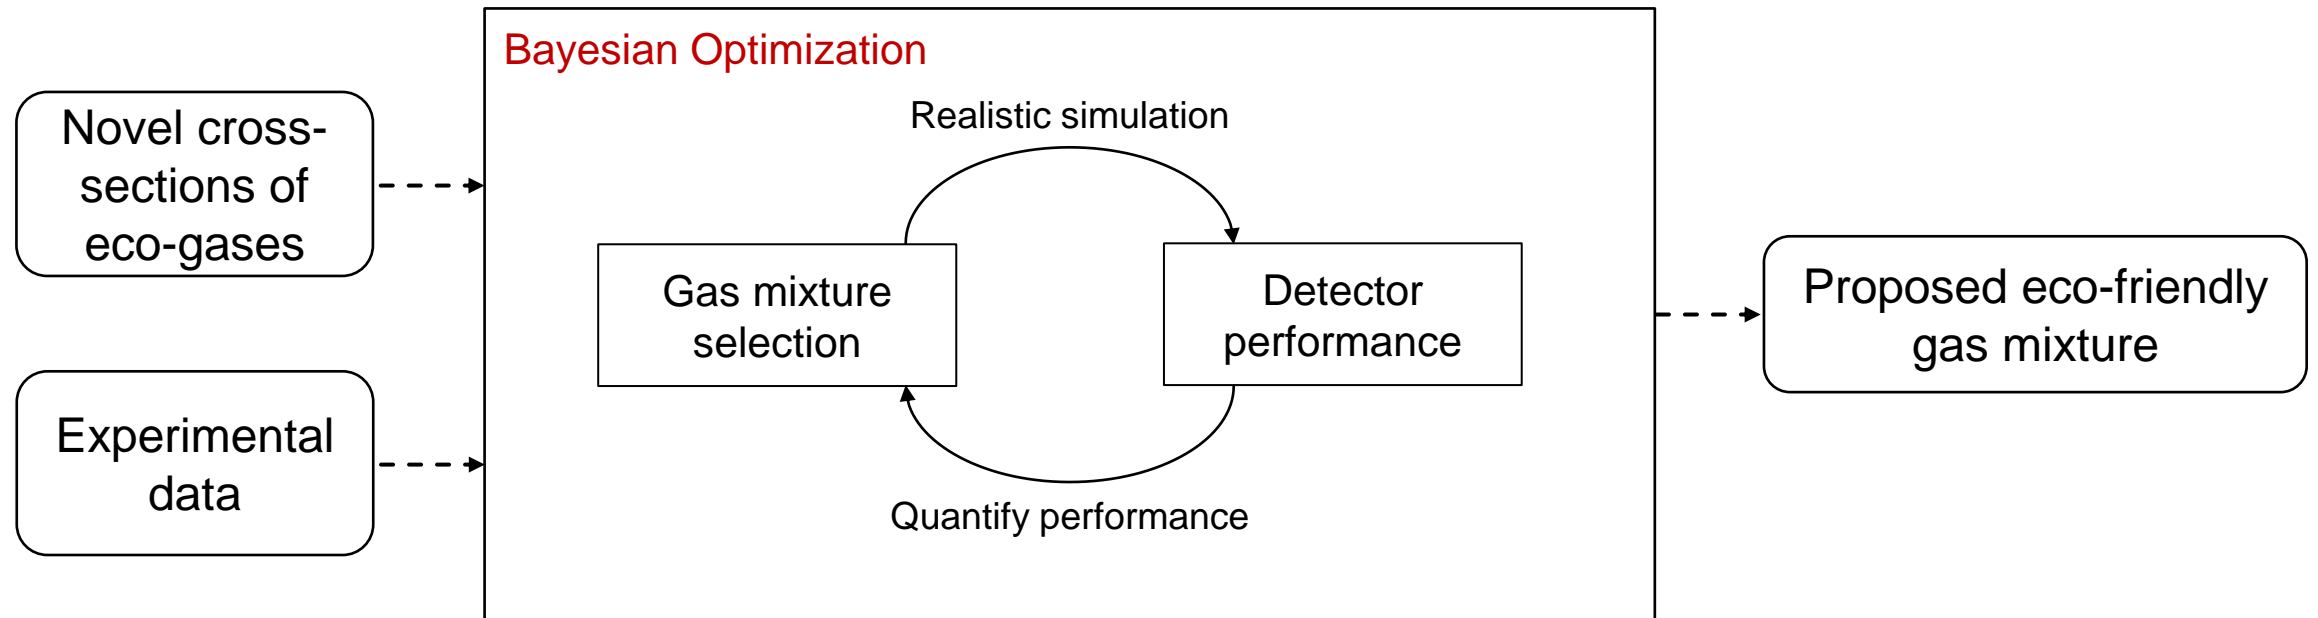 Bayesian Optimization
Novel cross-
sections of
eco-gases
Experimental
data
Realistic simulation
Gas mixture
selection
Detector
performance
Quantify performance
Proposed eco-friendly
gas mixture